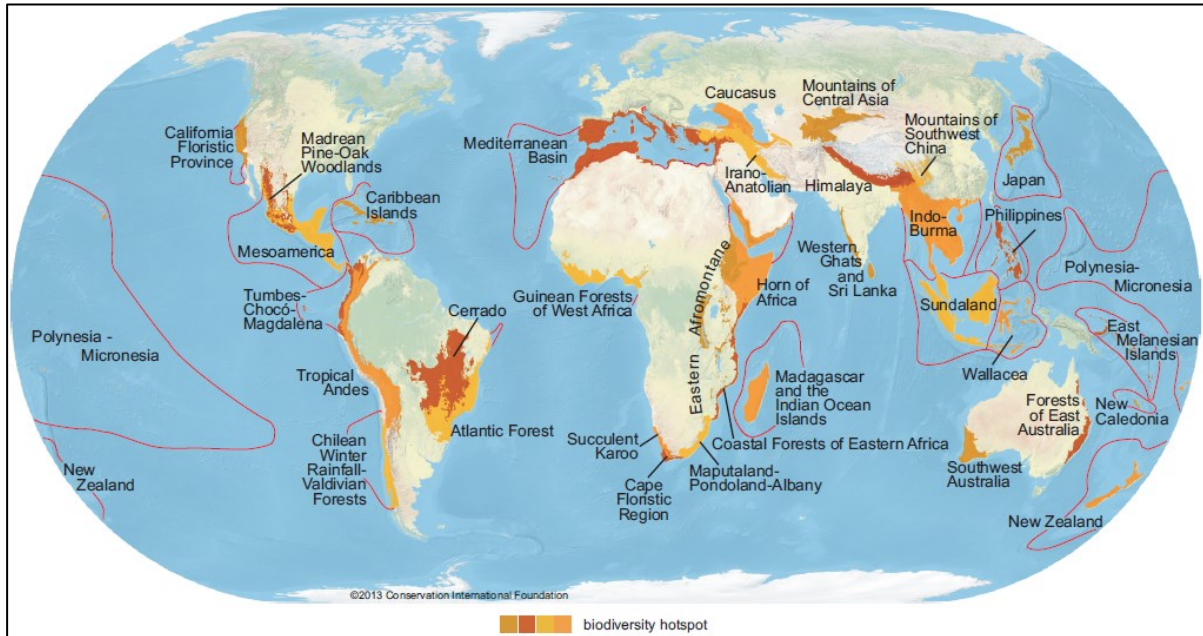 Caucasus
Mountains of
Central Asia
Mountains of
Southwest
China
California
Floristic
Province
Madrean
Pine-Oak
Woodlands
Mediterranean
Basin
Irano-
Anatolian
Himalaya
Japan
Caribbean
Islands
Indo-
Burma
Philippines
Mesoamerica
Western
Ghats
and
Sri Lanka
Polynesia-
Micronesia
Tumbes-
Chocó-
Magdalena
Cerrado
Guinean Forests
of West Africa
Eastern Afromontane
Horn of
Africa
Sundaland
East
Melanesian
Islands
Polynesia -
Micronesia
Wallacea
Tropical
Andes
Madagascar
and the
Indian Ocean
Islands
Forests
of East
Australia
New
Caledonia
Atlantic Forest
Chilean
Winter
Rainfall-
Valdivian
Forests
Succulent
Karoo
Coastal Forests of Eastern Africa
New
Zealand
Cape
Floristic
Region
Maputaland-
Pondoland-Albany
Southwest
Australia
New Zealand
©2013 Conservation International Foundation
biodiversity hotspot